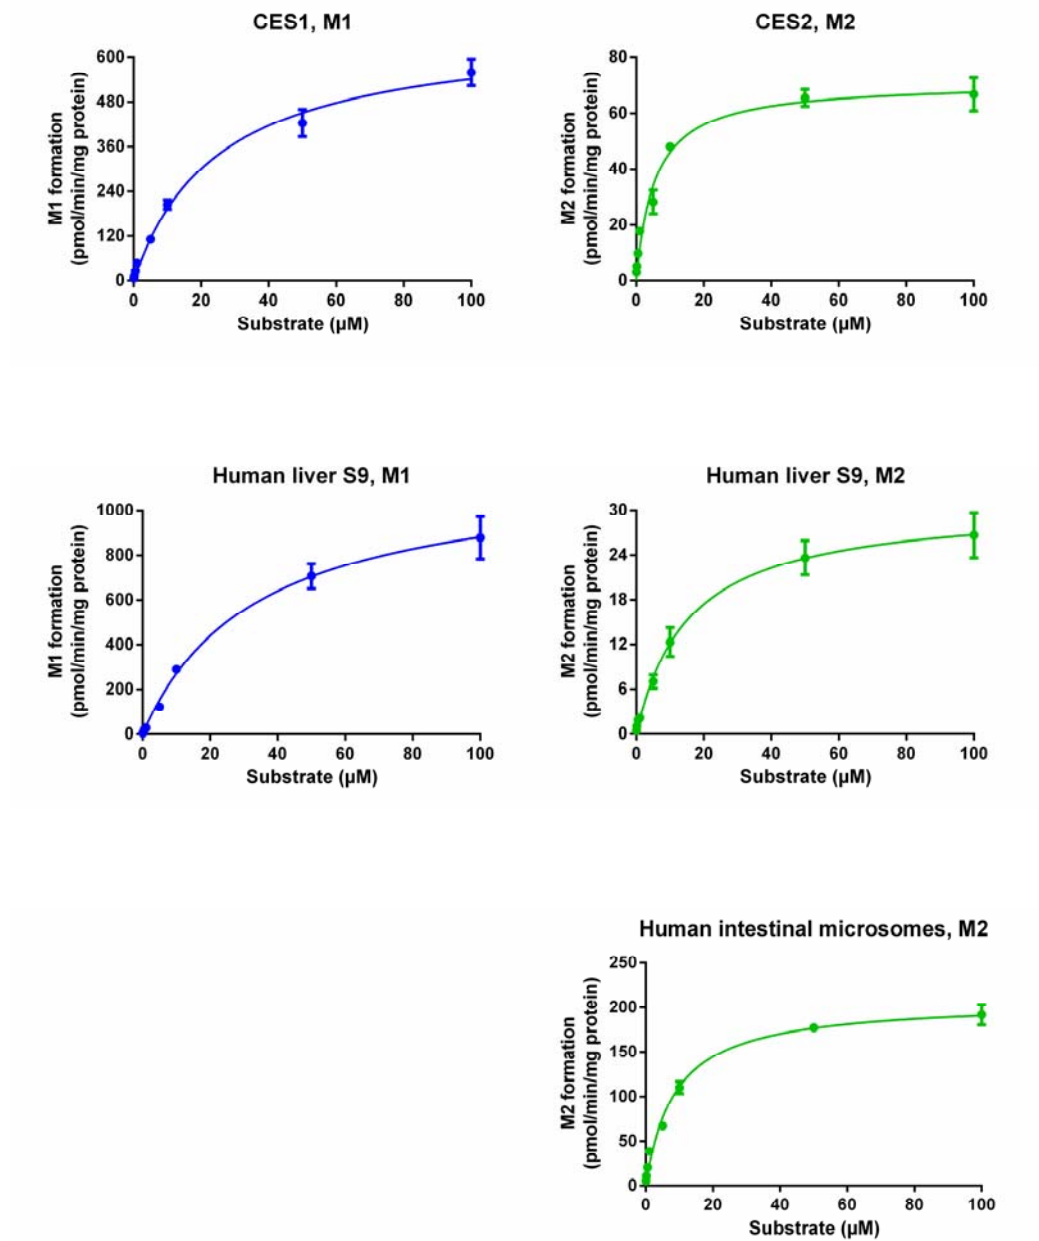 CES1, M1
600
480
360
240
120
0
M1 formation
(pmol/min/mg protein)
0 20 40 60 80 100
Substrate (µM)
CES2, M2
80
60
40
20
0
M2 formation
(pmol/min/mg protein)
0 20 40 60 80 100
Substrate (µM)
Human liver S9, M1
1000
800
600
400
200
0
M1 formation
(pmol/min/mg protein)
0 20 40 60 80 100
Substrate (µM)
Human liver S9, M2
30
24
18
12
6
0
M2 formation
(pmol/min/mg protein)
0 20 40 60 80 100
Substrate (µM)
Human intestinal microsomes, M2
250
200
150
100
50
0
M2 formation
(pmol/min/mg protein)
0 20 40 60 80 100
Substrate (µM)